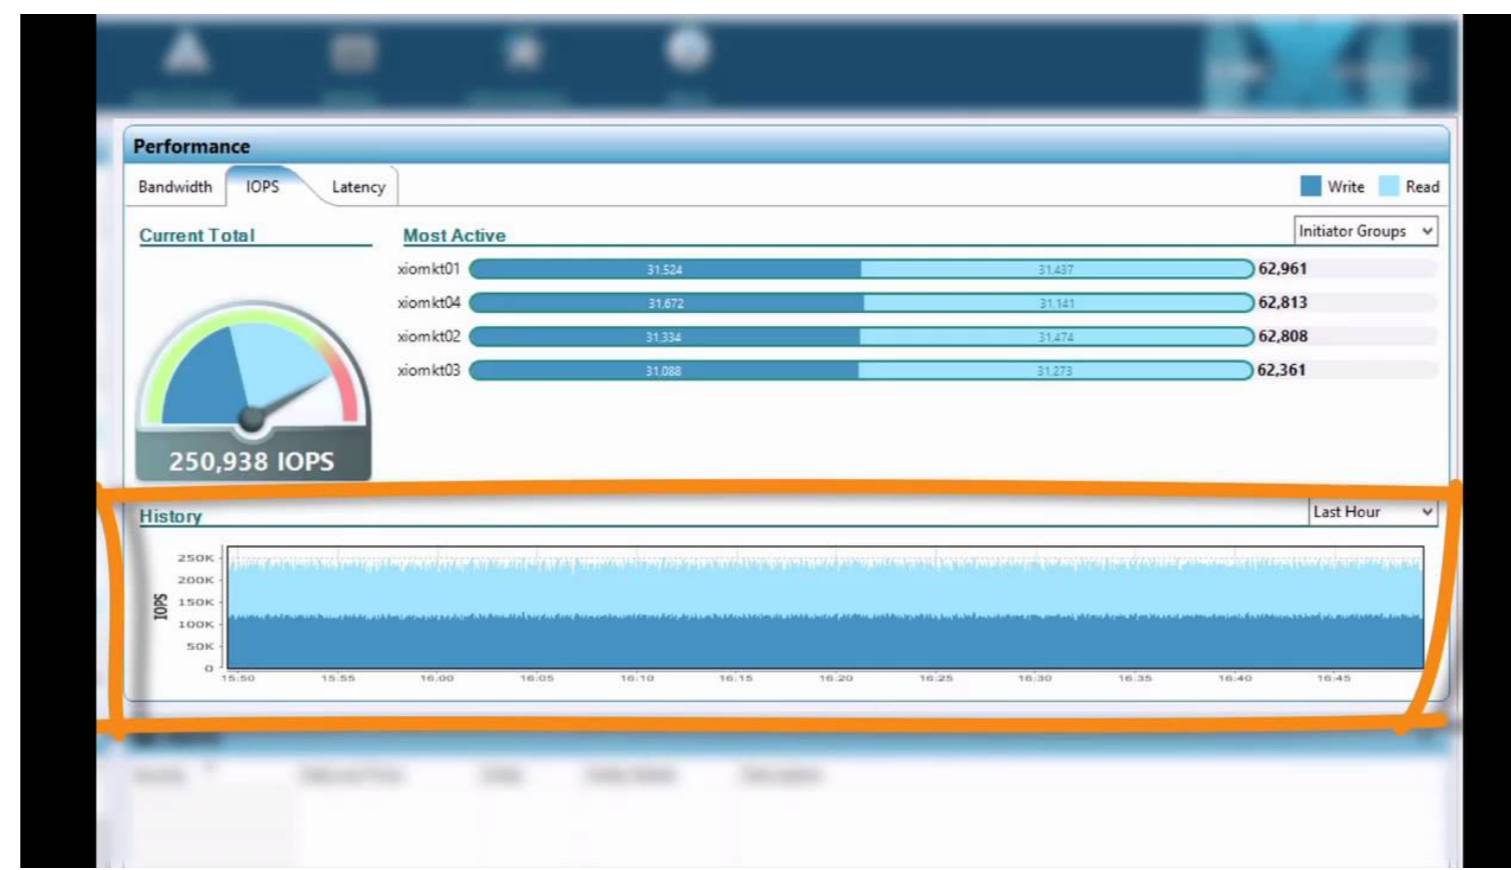 Performance
Bandwidth IOPS Latency Write Read
Current Total Most Active Initiator Groups
xiomkt01 31,524 31,437 62,961
xiomkt04 31,672 31,141 62,813
xiomkt02 31,334 31,474 62,808
xiomkt03 31,088 31,273 62,361
250,938 IOPS
History Last Hour
250K
200K
150K
100K
50K
0
IOPS
15:50 15:55 16:00 16:05 16:10 16:15 16:20 16:25 16:30 16:35 16:40 16:45